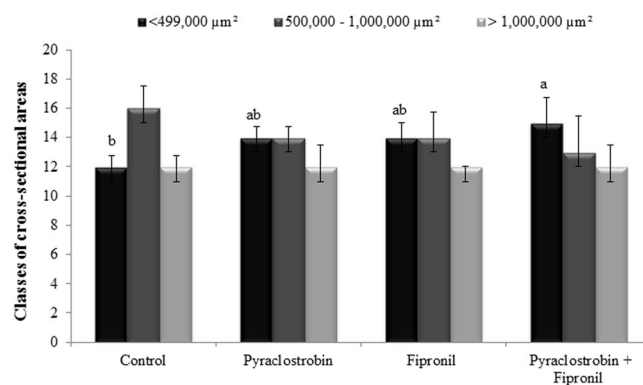 <499,000 µm² 500,000 - 1,000,000 µm² > 1,000,000 µm²
Classes of cross-sectional areas
20
18
16
14
12
10
8
6
4
2
0
b
ab
ab
a
Control Pyraclostrobin Fipronil Pyraclostrobin +
Fipronil